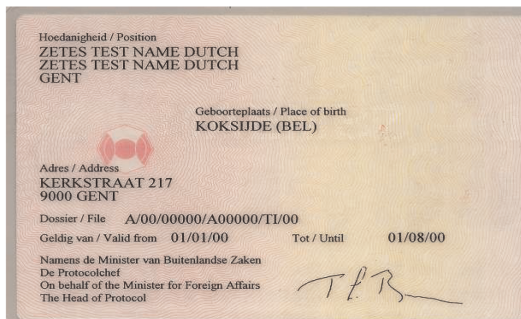 Hoedanigheid / Position
ZETES TEST NAME DUTCH
ZETES TEST NAME DUTCH
GENT
Geboorteplaats / Place of birth
KOKSIJDE (BEL)
Adres / Address
KERKSTRAAT 217
9000 GENT
Dossier / File A/00/00000/A00000/TI/00
Geldig van / Valid from 01/01/00 Tot / Until 01/08/00
Namens de Minister van Buitenlandse Zaken
De Protocolchef
On behalf of the Minister for Foreign Affairs
The Head of Protocol